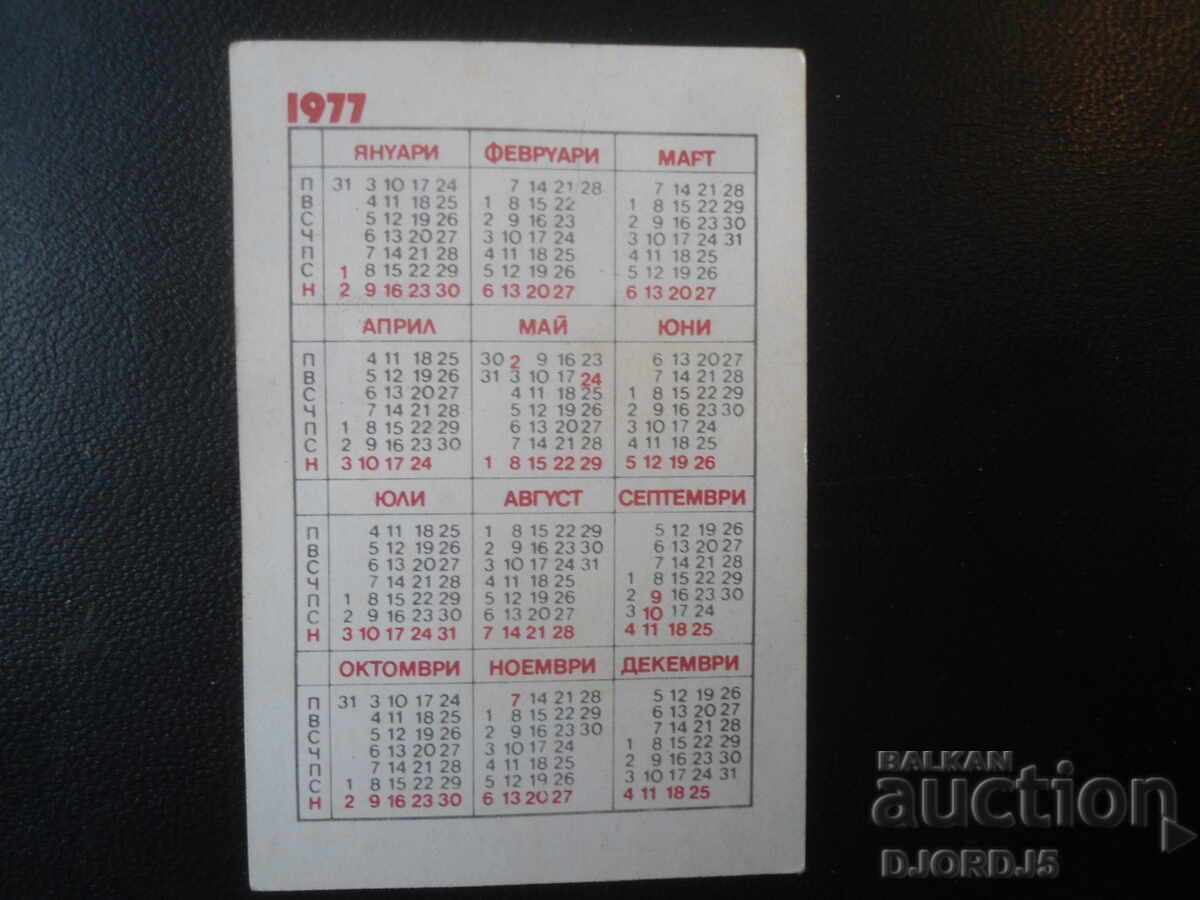 1977
ЯНУАРИ ФЕВРУАРИ МАРТ
П 31 3 10 17 24 7 14 21 28 7 14 21 28
В 4 11 18 25 1 8 15 22 1 8 15 22 29
С 5 12 19 26 2 9 16 23 2 9 16 23 30
Ч 6 13 20 27 3 10 17 24 3 10 17 24 31
П 7 14 21 28 4 11 18 25 4 11 18 25
С 1 8 15 22 29 5 12 19 26 5 12 19 26
Н 2 9 16 23 30 6 13 20 27 6 13 20 27
АПРИЛ МАЙ ЮНИ
П 4 11 18 25 30 2 9 16 23 6 13 20 27
В 5 12 19 26 31 3 10 17 24 7 14 21 28
С 6 13 20 27 4 11 18 25 1 8 15 22 29
Ч 7 14 21 28 5 12 19 26 2 9 16 23 30
П 1 8 15 22 29 6 13 20 27 3 10 17 24
С 2 9 16 23 30 7 14 21 28 4 11 18 25
Н 3 10 17 24 1 8 15 22 29 5 12 19 26
ЮЛИ АВГУСТ СЕПТЕМВРИ
П 4 11 18 25 1 8 15 22 29 5 12 19 26
В 5 12 19 26 2 9 16 23 30 6 13 20 27
С 6 13 20 27 3 10 17 24 31 7 14 21 28
Ч 7 14 21 28 4 11 18 25 1 8 15 22 29
П 1 8 15 22 29 5 12 19 26 2 9 16 23 30
С 2 9 16 23 30 6 13 20 27 3 10 17 24
Н 3 10 17 24 31 7 14 21 28 4 11 18 25
ОКТОМВРИ НОЕМВРИ ДЕКЕМВРИ
П 31 3 10 17 24 7 14 21 28 5 12 19 26
В 4 11 18 25 1 8 15 22 29 6 13 20 27
С 5 12 19 26 2 9 16 23 30 7 14 21 28
Ч 6 13 20 27 3 10 17 24 1 8 15 22 29
П 7 14 21 28 4 11 18 25 2 9 16 23 30
С 1 8 15 22 29 5 12 19 26 3 10 17 24 31
Н 2 9 16 23 30 6 13 20 27 4 11 18 25
BALKAN
auction
DJORDJ5